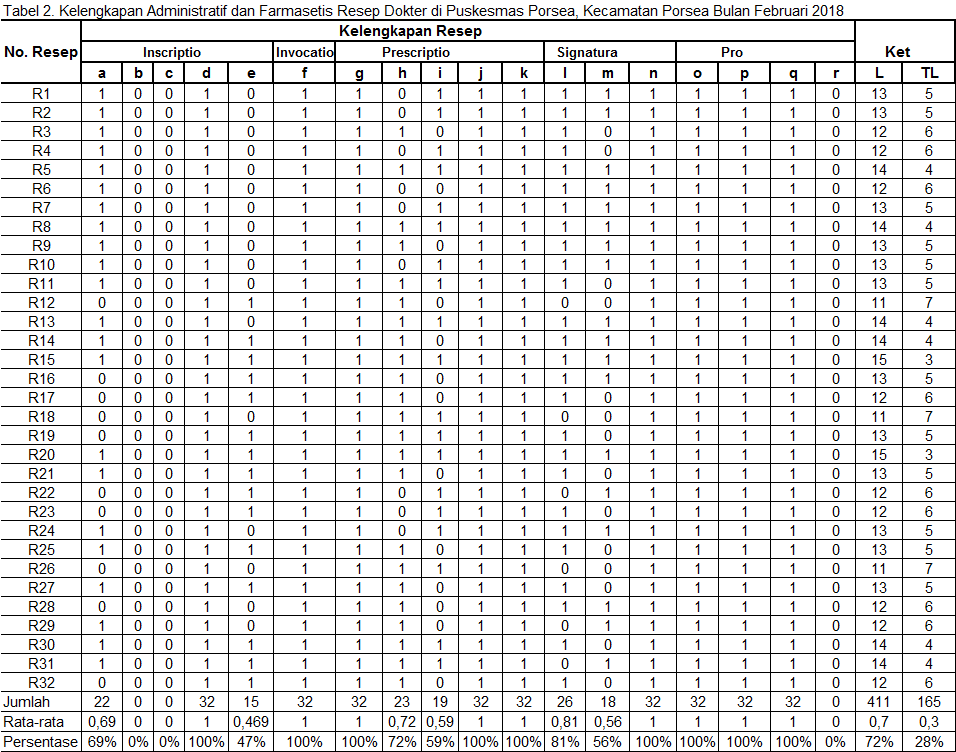 Tabel 2. Kelengkapan Administratif dan Farmasetis Resep Dokter di Puskesmas Porsea, Kecamatan Porsea Bulan Februari 2018
No. Resep Kelengkapan Resep Ket
Inscriptio Invocatio Prescriptio Signatura Pro
a b c d e f g h i j k l m n o p q r L TL
R1 1 0 0 1 0 1 1 0 1 1 1 1 1 1 1 1 1 0 13 5
R2 1 0 0 1 0 1 1 0 1 1 1 1 1 1 1 1 1 0 13 5
R3 1 0 0 1 0 1 1 1 0 1 1 1 0 1 1 1 1 0 12 6
R4 1 0 0 1 0 1 1 0 1 1 1 1 0 1 1 1 1 0 12 6
R5 1 0 0 1 0 1 1 1 1 1 1 1 1 1 1 1 1 0 14 4
R6 1 0 0 1 0 1 1 0 0 1 1 1 1 1 1 1 1 0 12 6
R7 1 0 0 1 0 1 1 0 1 1 1 1 1 1 1 1 1 0 13 5
R8 1 0 0 1 0 1 1 1 1 1 1 1 1 1 1 1 1 0 14 4
R9 1 0 0 1 0 1 1 1 0 1 1 1 1 1 1 1 1 0 13 5
R10 1 0 0 1 0 1 1 0 1 1 1 1 1 1 1 1 1 0 13 5
R11 1 0 0 1 0 1 1 1 1 1 1 1 0 1 1 1 1 0 13 5
R12 0 0 0 1 1 1 1 1 0 1 1 0 0 1 1 1 1 0 11 7
R13 1 0 0 1 0 1 1 1 1 1 1 1 1 1 1 1 1 0 14 4
R14 1 0 0 1 1 1 1 1 0 1 1 1 1 1 1 1 1 0 14 4
R15 1 0 0 1 1 1 1 1 1 1 1 1 1 1 1 1 1 0 15 3
R16 0 0 0 1 1 1 1 1 0 1 1 1 1 1 1 1 1 0 13 5
R17 0 0 0 1 1 1 1 1 0 1 1 1 0 1 1 1 1 0 12 6
R18 0 0 0 1 0 1 1 1 1 1 1 0 0 1 1 1 1 0 11 7
R19 0 0 0 1 1 1 1 1 1 1 1 1 0 1 1 1 1 0 13 5
R20 1 0 0 1 1 1 1 1 1 1 1 1 1 1 1 1 1 0 15 3
R21 1 0 0 1 1 1 1 1 0 1 1 1 0 1 1 1 1 0 13 5
R22 0 0 0 1 1 1 1 0 1 1 1 0 1 1 1 1 1 0 12 6
R23 0 0 0 1 1 1 1 0 1 1 1 1 0 1 1 1 1 0 12 6
R24 1 0 0 1 0 1 1 0 1 1 1 1 1 1 1 1 1 0 13 5
R25 1 0 0 1 1 1 1 1 0 1 1 1 0 1 1 1 1 0 13 5
R26 0 0 0 1 0 1 1 1 1 1 1 0 0 1 1 1 1 0 11 7
R27 1 0 0 1 1 1 1 1 0 1 1 1 0 1 1 1 1 0 13 5
R28 0 0 0 1 0 1 1 1 0 1 1 1 1 1 1 1 1 0 12 6
R29 1 0 0 1 0 1 1 1 0 1 1 0 1 1 1 1 1 0 12 6
R30 1 0 0 1 1 1 1 1 1 1 1 1 0 1 1 1 1 0 14 4
R31 1 0 0 1 1 1 1 1 1 1 1 0 1 1 1 1 1 0 14 4
R32 0 0 0 1 1 1 1 1 0 1 1 1 0 1 1 1 1 0 12 6
Jumlah 22 0 0 32 15 32 32 23 19 32 32 26 18 32 32 32 32 0 411 165
Rata-rata 0,69 0 0 1 0,469 1 1 0,72 0,59 1 1 0,81 0,56 1 1 1 1 0 0,7 0,3
Persentase 69% 0% 0% 100% 47% 100% 100% 72% 59% 100% 100% 81% 56% 100% 100% 100% 100% 0% 72% 28%